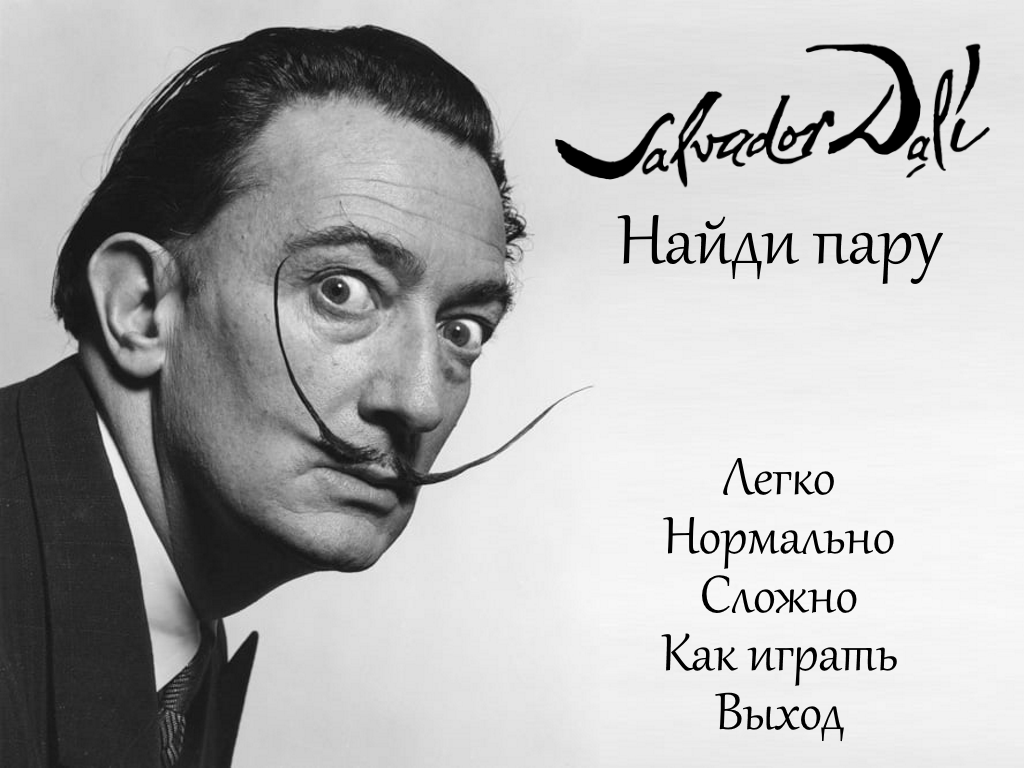 Salvador Dalí
Найди пару
Легко
Нормально
Сложно
Как играть
Выход